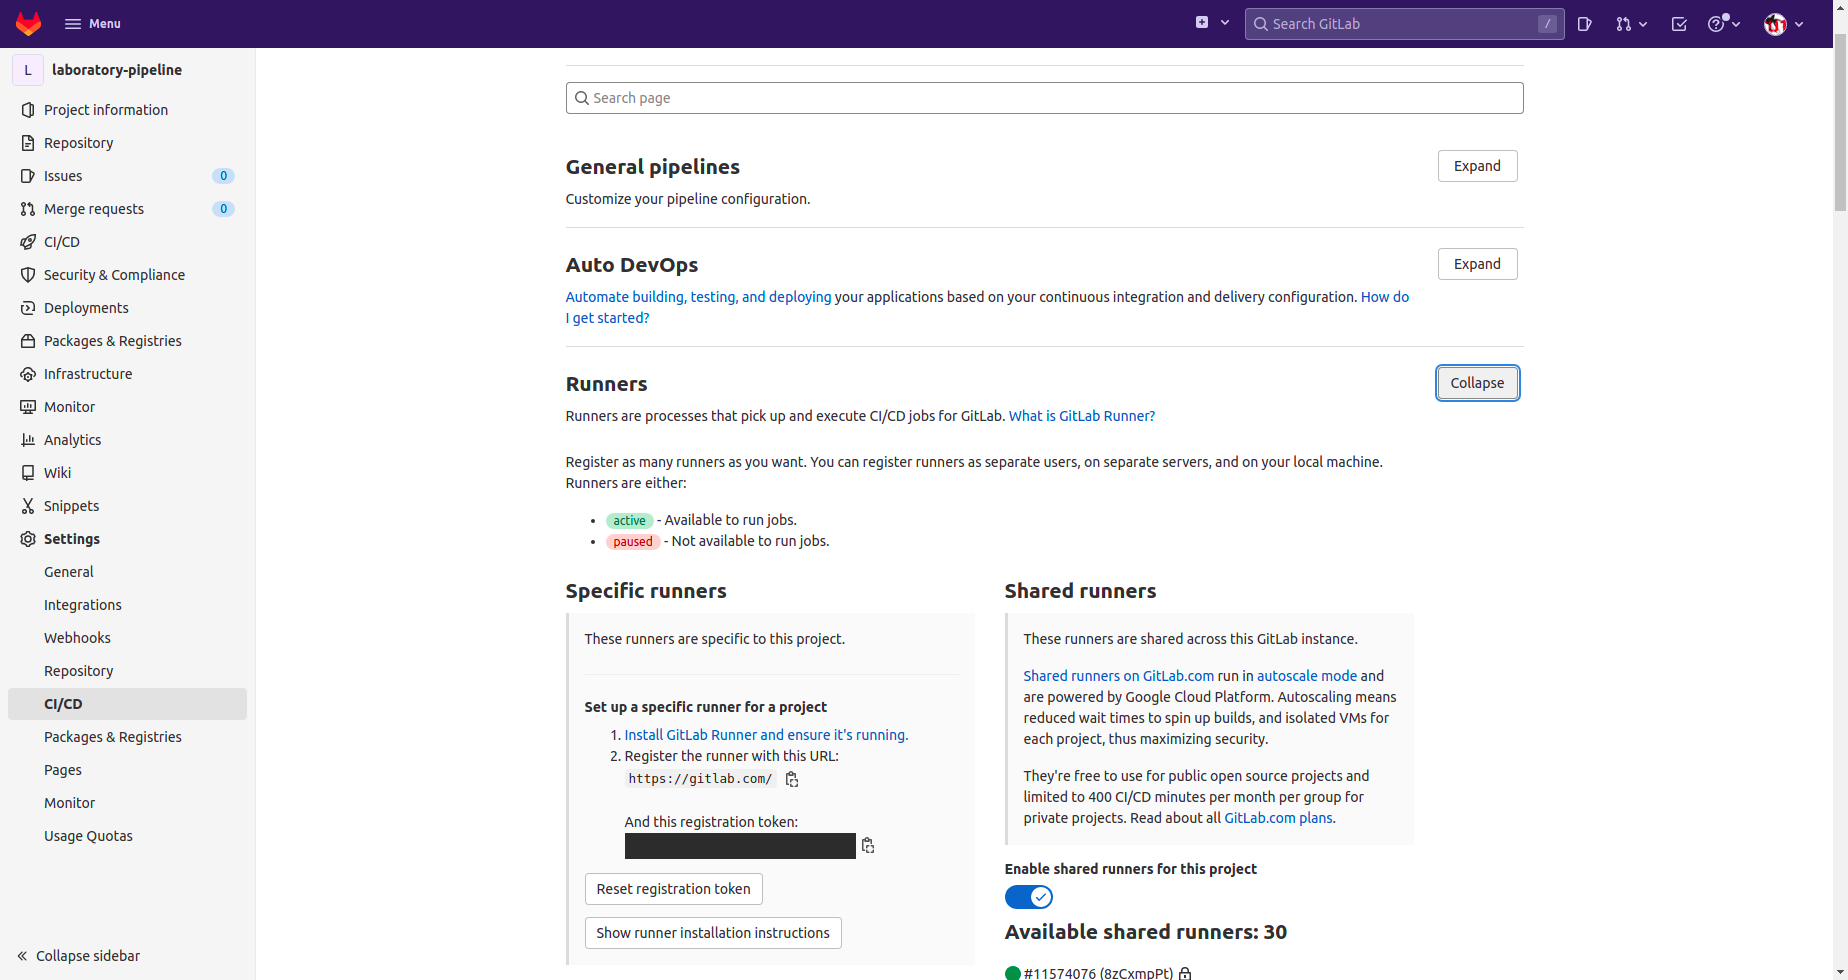 Menu
Search GitLab
/
L
laboratory-pipeline
Project information
Repository
Issues 0
Merge requests 0
CI/CD
Security & Compliance
Deployments
Packages & Registries
Infrastructure
Monitor
Analytics
Wiki
Snippets
Settings
General
Integrations
Webhooks
Repository
CI/CD
Packages & Registries
Pages
Monitor
Usage Quotas
Collapse sidebar
Search page
General pipelines
Expand
Customize your pipeline configuration.
Auto DevOps
Expand
Automate building, testing, and deploying your applications based on your continuous integration and delivery configuration. How do
I get started?
Runners
Collapse
Runners are processes that pick up and execute CI/CD jobs for GitLab. What is GitLab Runner?
Register as many runners as you want. You can register runners as separate users, on separate servers, and on your local machine.
Runners are either:
• active - Available to run jobs.
• paused - Not available to run jobs.
Specific runners
These runners are specific to this project.
Set up a specific runner for a project
1. Install GitLab Runner and ensure it's running.
2. Register the runner with this URL:
https://gitlab.com/
And this registration token:
Reset registration token
Show runner installation instructions
Shared runners
These runners are shared across this GitLab instance.
Shared runners on GitLab.com run in autoscale mode and
are powered by Google Cloud Platform. Autoscaling means
reduced wait times to spin up builds, and isolated VMs for
each project, thus maximizing security.
They're free to use for public open source projects and
limited to 400 CI/CD minutes per month per group for
private projects. Read about all GitLab.com plans.
Enable shared runners for this project
Available shared runners: 30
#11574076 (8zCxmpPt)